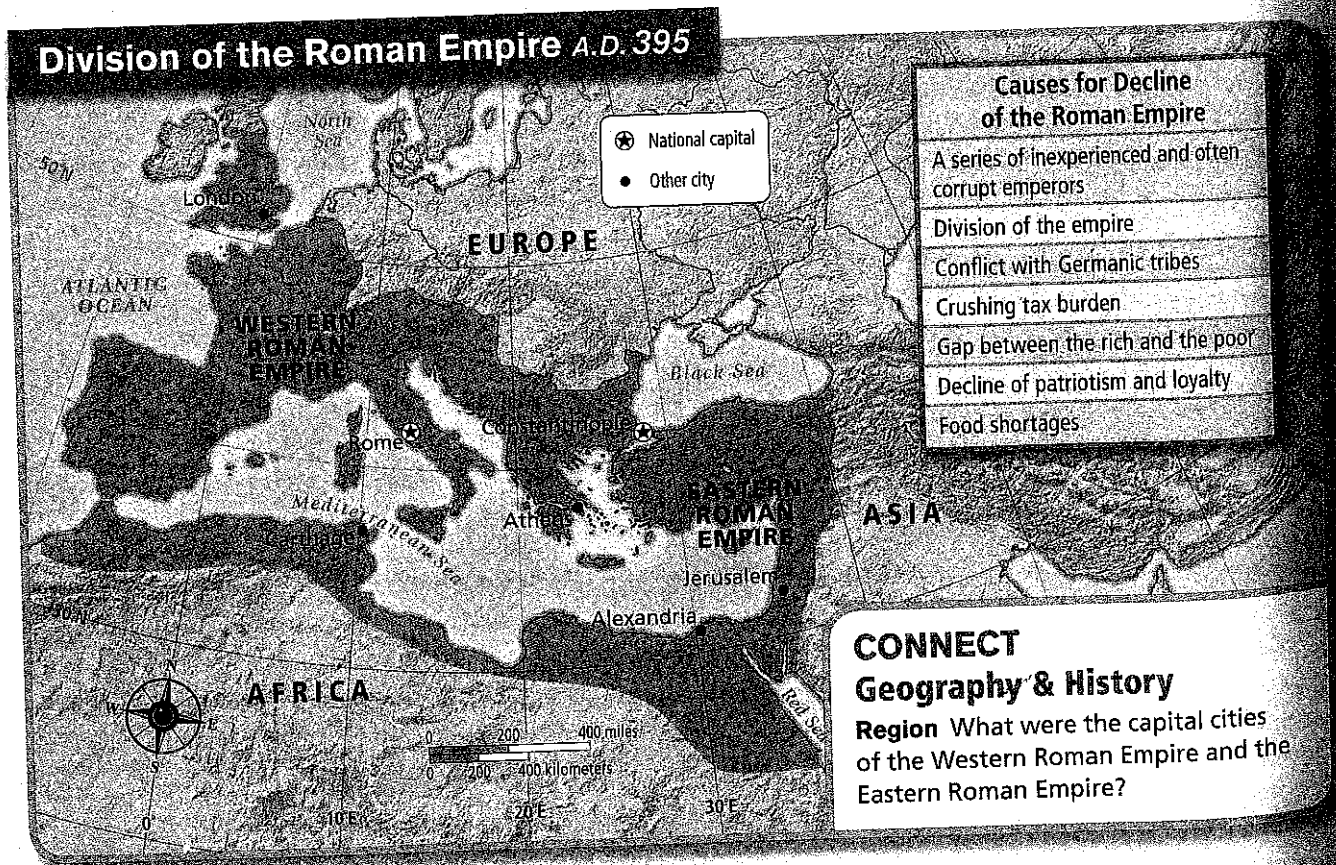 Division of the Roman Empire A.D. 395
National capital
Other city
Causes for Decline
of the Roman Empire
A series of inexperienced and often
corrupt emperors
Division of the empire
Conflict with Germanic tribes
Crushing tax burden
Gap between the rich and the poor
Decline of patriotism and loyalty
Food shortages
North
Sea
50°N
London
EUROPE
ATLANTIC
OCEAN
WESTERN
ROMAN
EMPIRE
Black Sea
Rome
Constantinople
Mediterranean Sea
Carthage
Athens
EASTERN
ROMAN
EMPIRE
ASIA
Jerusalem
Alexandria
AFRICA
Red Sea
N
W
E
S
0 200 400 miles
0 200 400 kilometers
0
10°E
20°E
30°E
CONNECT
Geography & History
Region What were the capital cities
of the Western Roman Empire and the
Eastern Roman Empire?